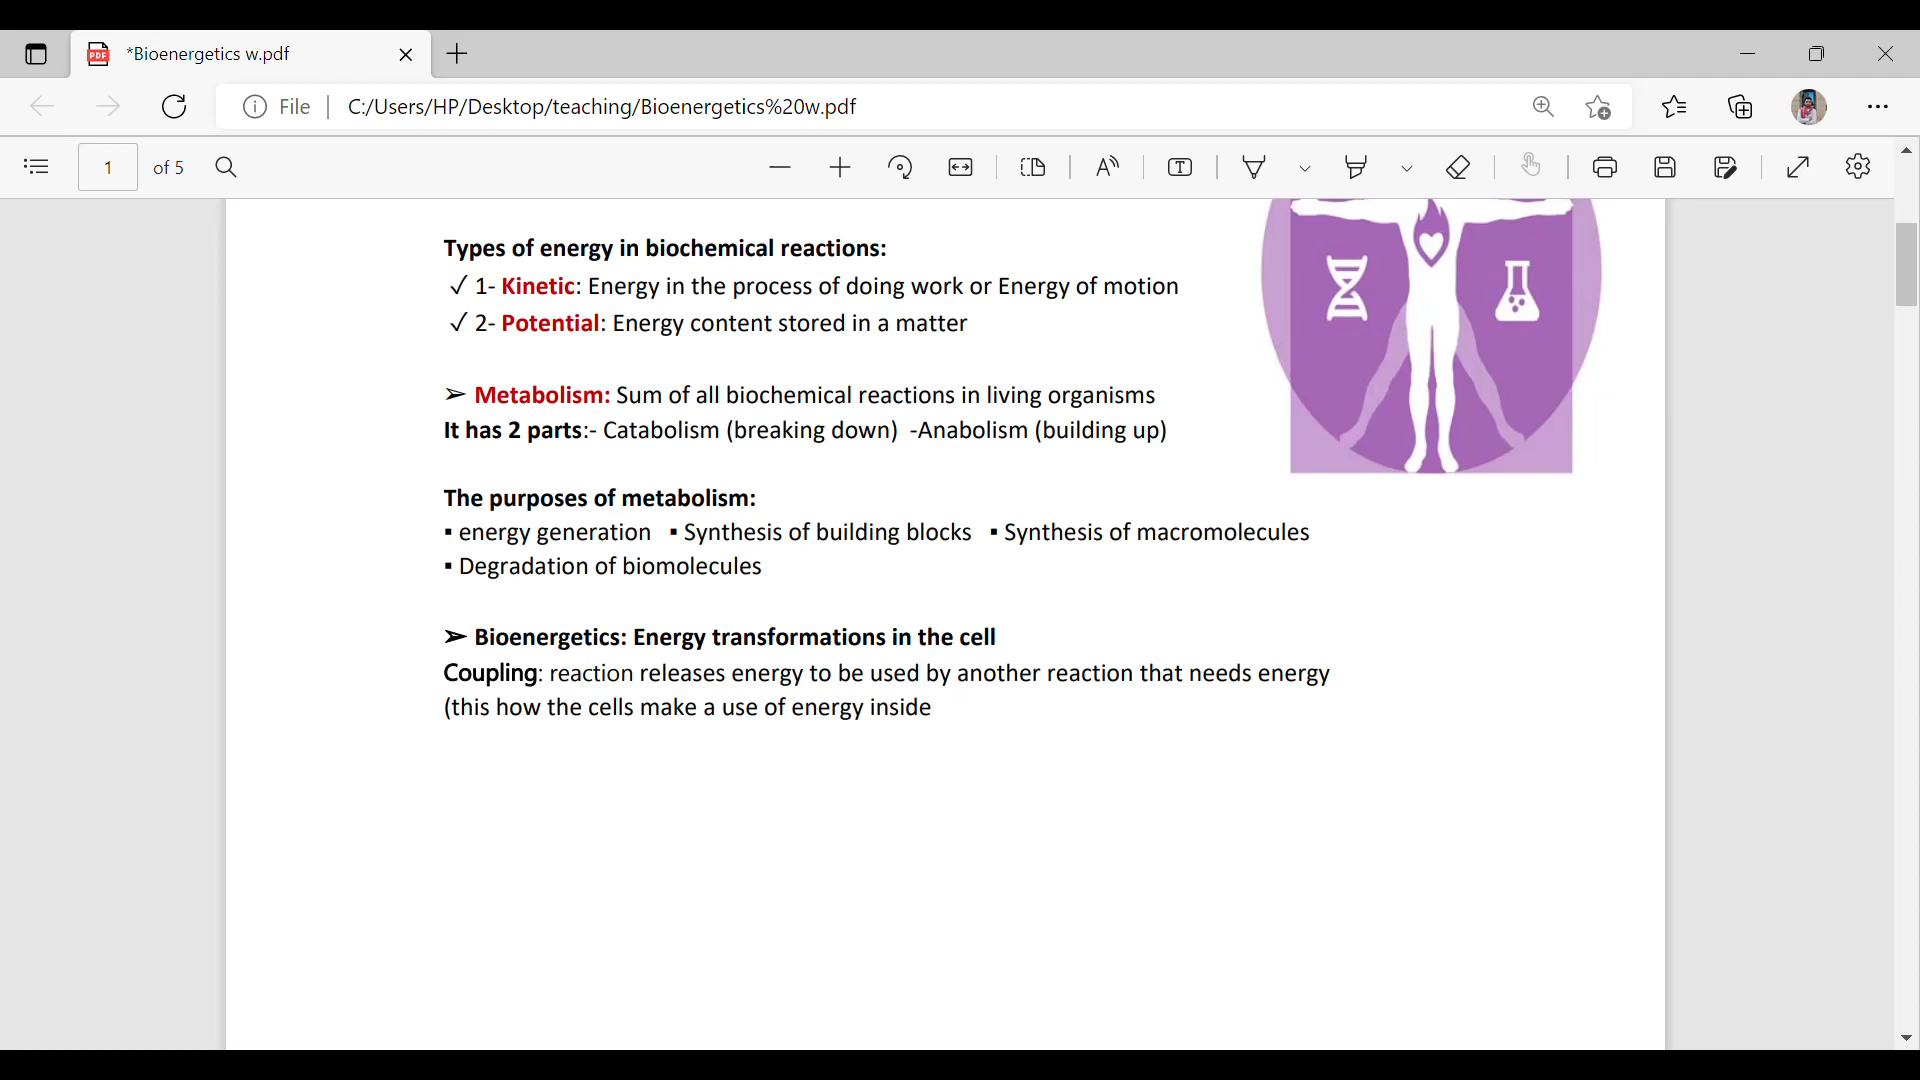 *Bioenergetics w.pdf
File
C:/Users/HP/Desktop/teaching/Bioenergetics%20w.pdf
1 of 5
Types of energy in biochemical reactions:
✓ 1- Kinetic: Energy in the process of doing work or Energy of motion
✓ 2- Potential: Energy content stored in a matter
➢ Metabolism: Sum of all biochemical reactions in living organisms
It has 2 parts:- Catabolism (breaking down) -Anabolism (building up)
The purposes of metabolism:
▪ energy generation ▪ Synthesis of building blocks ▪ Synthesis of macromolecules
▪ Degradation of biomolecules
➢ Bioenergetics: Energy transformations in the cell
Coupling: reaction releases energy to be used by another reaction that needs energy
(this how the cells make a use of energy inside